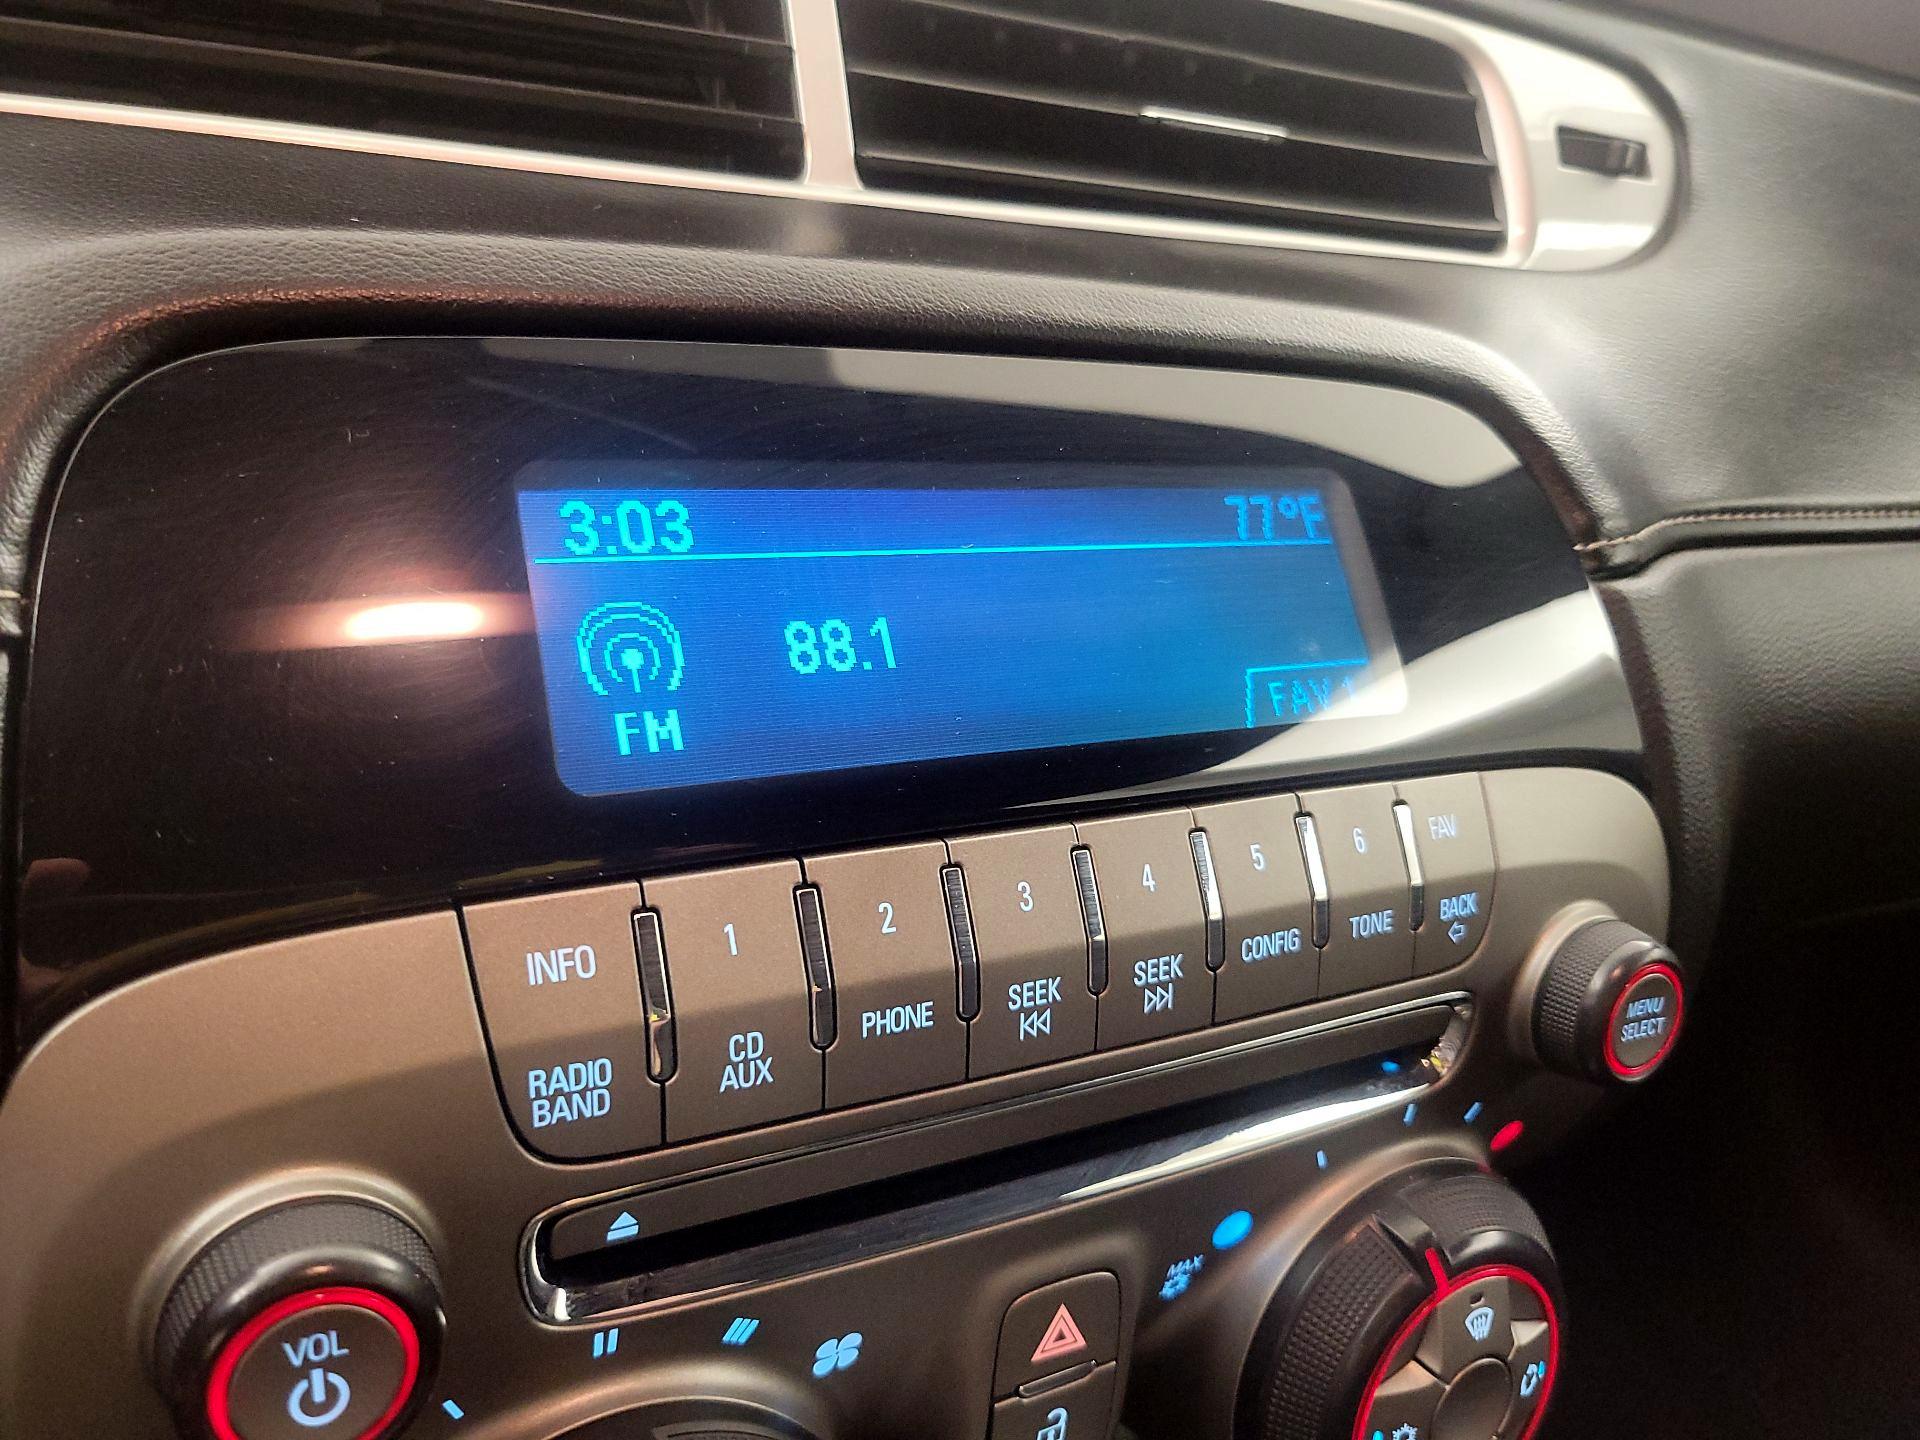 3:03
77°F
88.1
FM
FAV 1
INFO
1
2
3
4
5
6
FAV
RADIO
BAND
CD
AUX
PHONE
SEEK
SEEK
CONFIG
TONE
BACK
MENU
SELECT
MAX
VOL